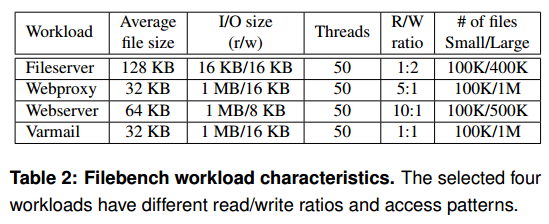 Workload Average file size I/O size (r/w) Threads R/W ratio # of files Small/Large
Fileserver 128 KB 16 KB/16 KB 50 1:2 100K/400K
Webproxy 32 KB 1 MB/16 KB 50 5:1 100K/1M
Webserver 64 KB 1 MB/8 KB 50 10:1 100K/500K
Varmail 32 KB 1 MB/16 KB 50 1:1 100K/1M
Table 2: Filebench workload characteristics. The selected four
workloads have different read/write ratios and access patterns.